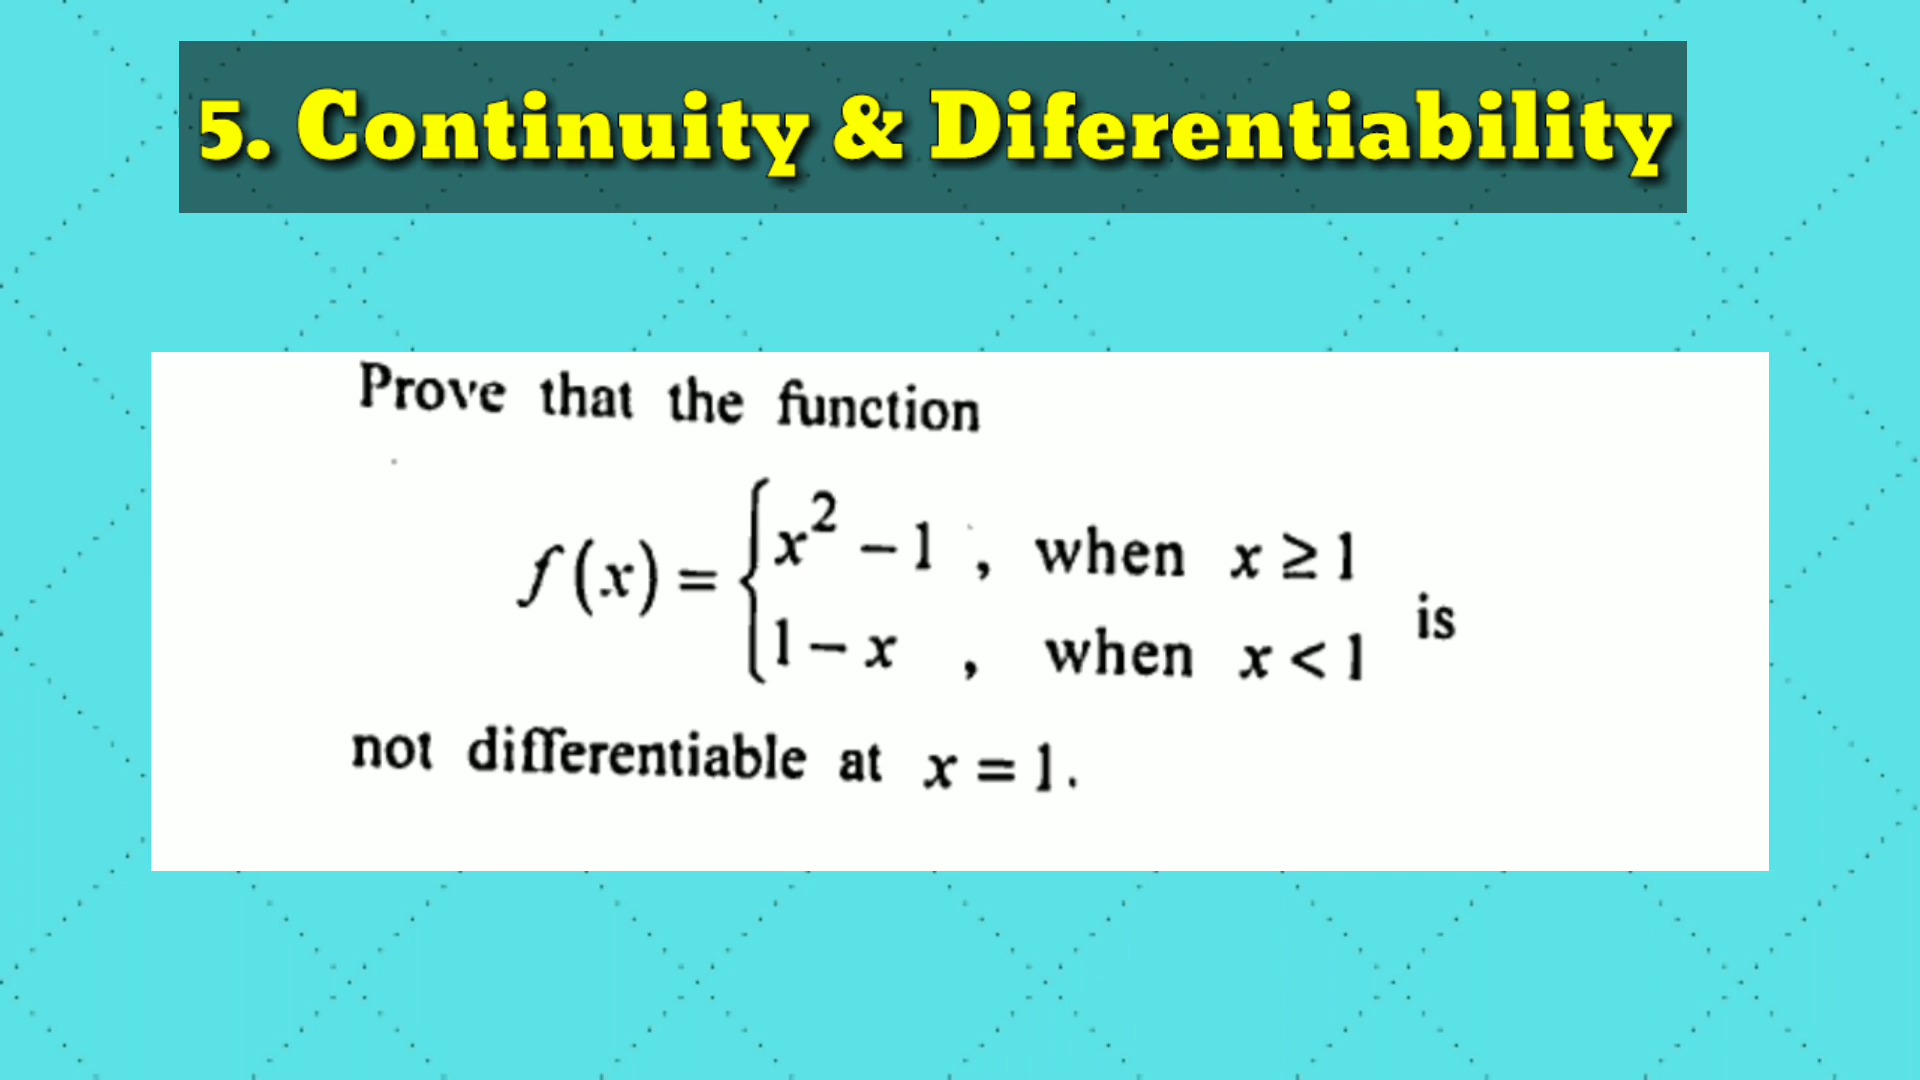 5. Continuity & Diferentiability
Prove that the function
f(x) = { x² − 1 , when x ≥ 1
1 − x , when x < 1 is
not differentiable at x = 1.